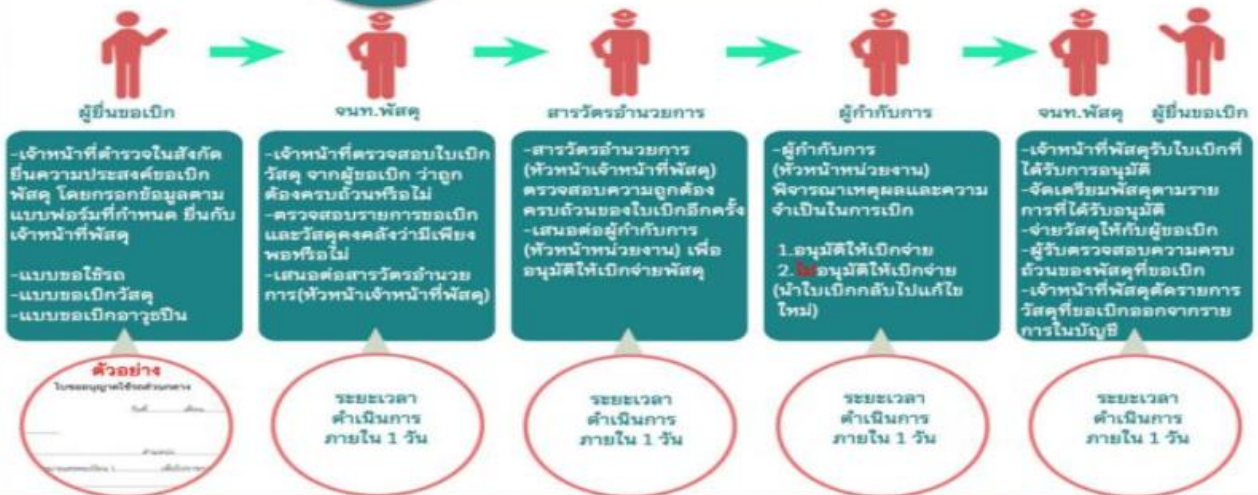 ผู้ยื่นขอเบิก
จนท.พัสดุ
สารวัตรอำนวยการ
ผู้กำกับการ
จนท.พัสดุ ผู้ยื่นขอเบิก
-เจ้าหน้าที่ตำรวจในสังกัด
ยื่นความประสงค์ขอเบิก
พัสดุ โดยกรอกข้อมูลตาม
แบบฟอร์มที่กำหนด ยื่นกับ
เจ้าหน้าที่พัสดุ
-แบบขอใช้รถ
-แบบขอเบิกวัสดุ
-แบบขอเบิกอาวุธปืน
-เจ้าหน้าที่ตรวจสอบใบเบิก
วัสดุ จากผู้ขอเบิก ว่าถูก
ต้องครบถ้วนหรือไม่
-ตรวจสอบรายการขอเบิก
และวัสดุคงคลังว่ามีเพียง
พอหรือไม่
-เสนอต่อสารวัตรอำนวย
การ(หัวหน้าเจ้าหน้าที่พัสดุ)
-สารวัตรอำนวยการ
(หัวหน้าเจ้าหน้าที่พัสดุ)
ตรวจสอบความถูกต้อง
ครบถ้วนของใบเบิกอีกครั้ง
-เสนอต่อผู้กำกับการ
(หัวหน้าหน่วยงาน) เพื่อ
อนุมัติให้เบิกจ่ายพัสดุ
-ผู้กำกับการ
(หัวหน้าหน่วยงาน)
พิจารณาเหตุผลและความ
จำเป็นในการเบิก
1.อนุมัติให้เบิกจ่าย
2.ไม่อนุมัติให้เบิกจ่าย
(นำใบเบิกกลับไปแก้ไข
ใหม่)
-เจ้าหน้าที่พัสดุรับใบเบิกที่
ได้รับการอนุมัติ
-จัดเตรียมพัสดุตามราย
การที่ได้รับอนุมัติ
-จ่ายวัสดุให้กับผู้ขอเบิก
-ผู้รับตรวจสอบความครบ
ถ้วนของพัสดุที่ขอเบิก
-เจ้าหน้าที่พัสดุตัดรายการ
วัสดุที่ขอเบิกออกจากราย
การในบัญชี
ตัวอย่าง
ใบขออนุญาตใช้รถส่วนกลาง
ระยะเวลา
ดำเนินการ
ภายใน 1 วัน
ระยะเวลา
ดำเนินการ
ภายใน 1 วัน
ระยะเวลา
ดำเนินการ
ภายใน 1 วัน
ระยะเวลา
ดำเนินการ
ภายใน 1 วัน